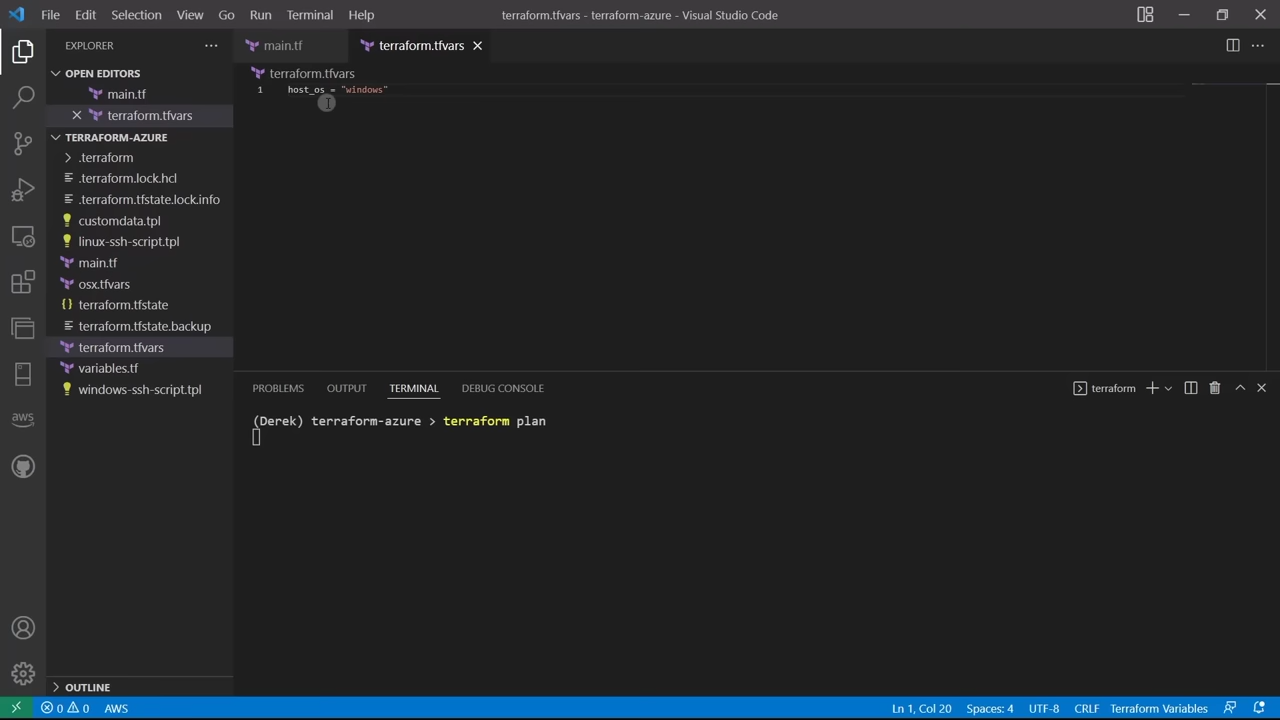 File Edit Selection View Go Run Terminal Help
terraform.tfvars - terraform-azure - Visual Studio Code
EXPLORER
OPEN EDITORS
main.tf
terraform.tfvars
TERRAFORM-AZURE
.terraform
.terraform.lock.hcl
.terraform.tfstate.lock.info
customdata.tpl
linux-ssh-script.tpl
main.tf
osx.tfvars
terraform.tfstate
terraform.tfstate.backup
terraform.tfvars
variables.tf
windows-ssh-script.tpl
aws
OUTLINE
main.tf terraform.tfvars
terraform.tfvars
1 host_os = "windows"
PROBLEMS OUTPUT TERMINAL DEBUG CONSOLE terraform
(Derek) terraform-azure > terraform plan
0 0 AWS Ln 1, Col 20 Spaces: 4 UTF-8 CRLF Terraform Variables